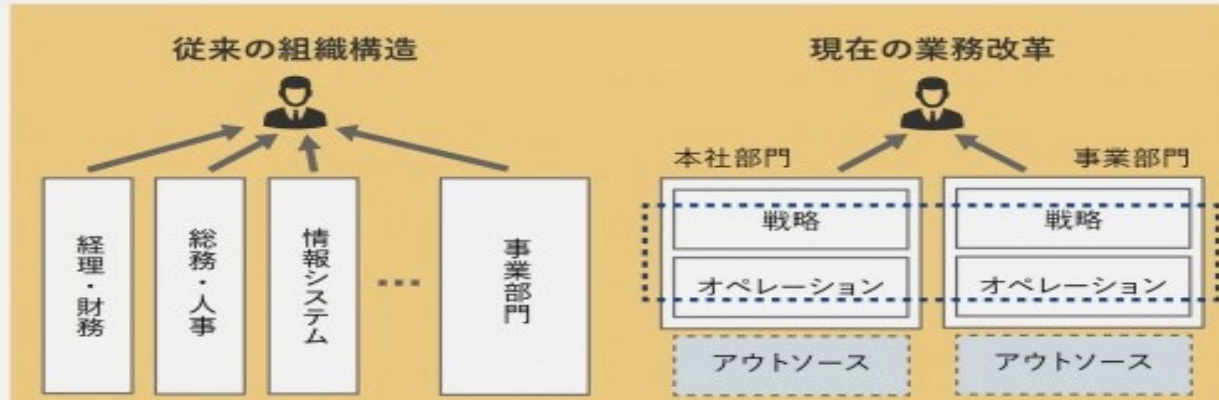 従来の組織構造
経理・財務
総務・人事
情報システム
事業部門
現在の業務改革
本社部門
事業部門
戦略
戦略
オペレーション
オペレーション
アウトソース
アウトソース